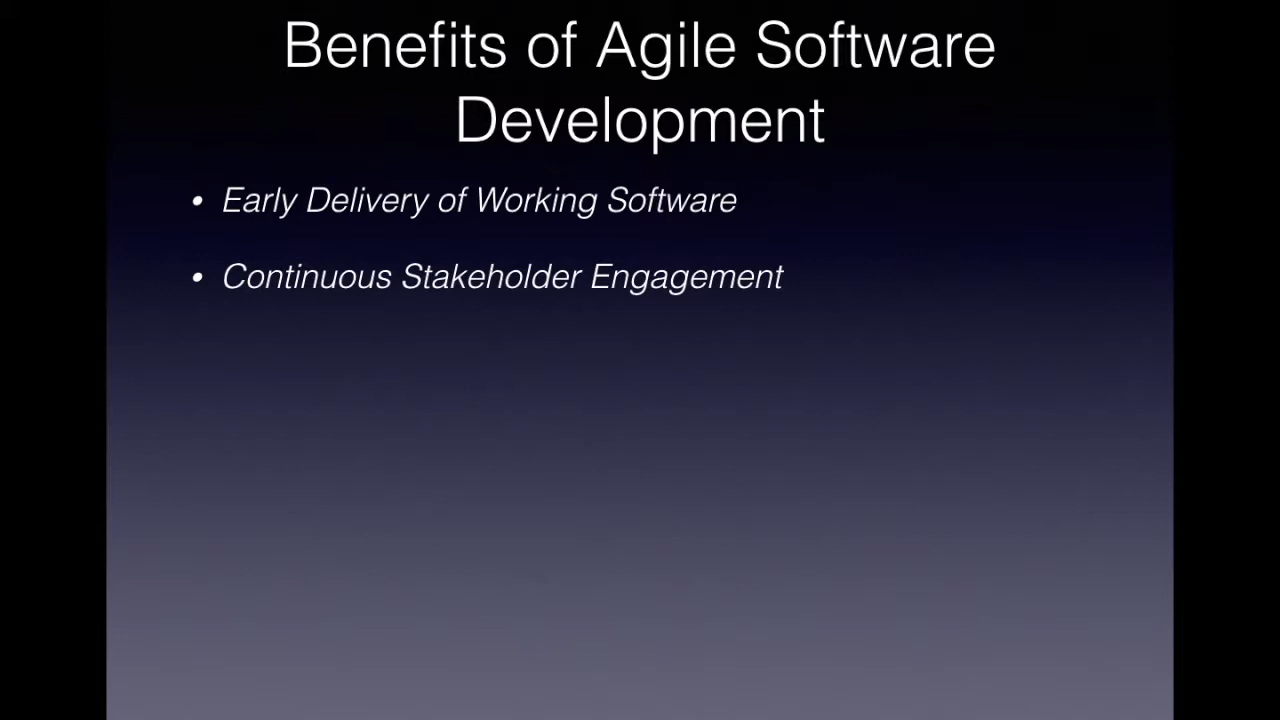 Benefits of Agile Software
Development
• Early Delivery of Working Software
• Continuous Stakeholder Engagement